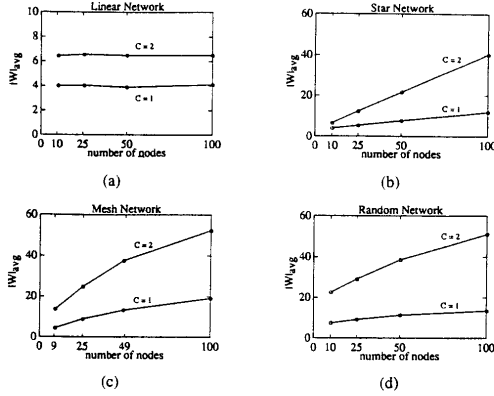 Linear Network
10
8
6
4
2
0
|W|avg
C = 2
C = 1
0 10 25 50 100
number of nodes
(a)
Star Network
60
40
20
0
|W|avg
C = 2
C = 1
0 10 25 50 100
number of nodes
(b)
Mesh Network
60
40
20
0
|W|avg
C = 2
C = 1
0 9 25 49 100
number of nodes
(c)
Random Network
60
40
20
0
|W|avg
C = 2
C = 1
0 10 25 50 100
number of nodes
(d)